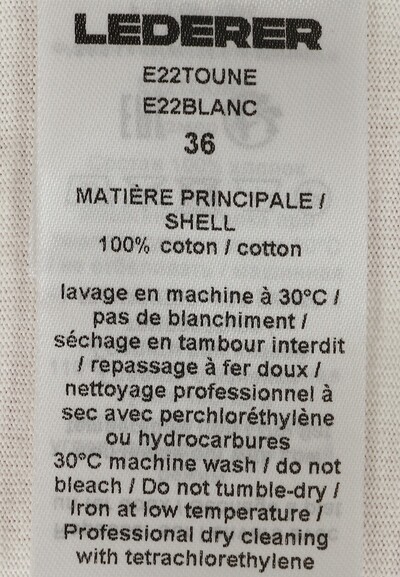 LEDERER
E22TOUNE
E22BLANC
36
MATIÈRE PRINCIPALE /
SHELL
100% coton / cotton
lavage en machine à 30°C /
pas de blanchiment /
séchage en tambour interdit
/ repassage à fer doux /
nettoyage professionnel à
sec avec perchloréthylène
ou hydrocarbures
30°C machine wash / do not
bleach / Do not tumble-dry /
Iron at low temperature /
Professional dry cleaning
with tetrachlorethylene